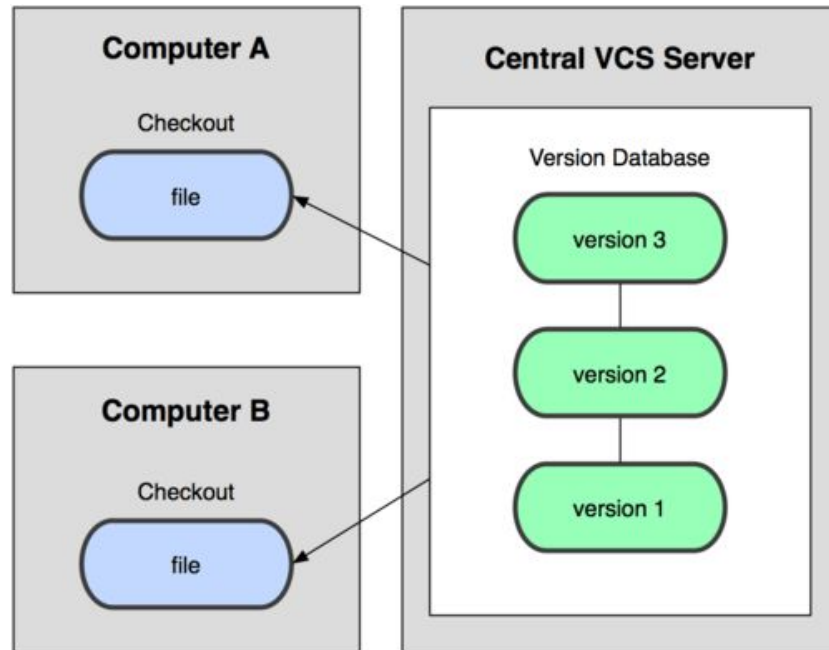 Computer A
Checkout
file
Computer B
Checkout
file
Central VCS Server
Version Database
version 3
version 2
version 1